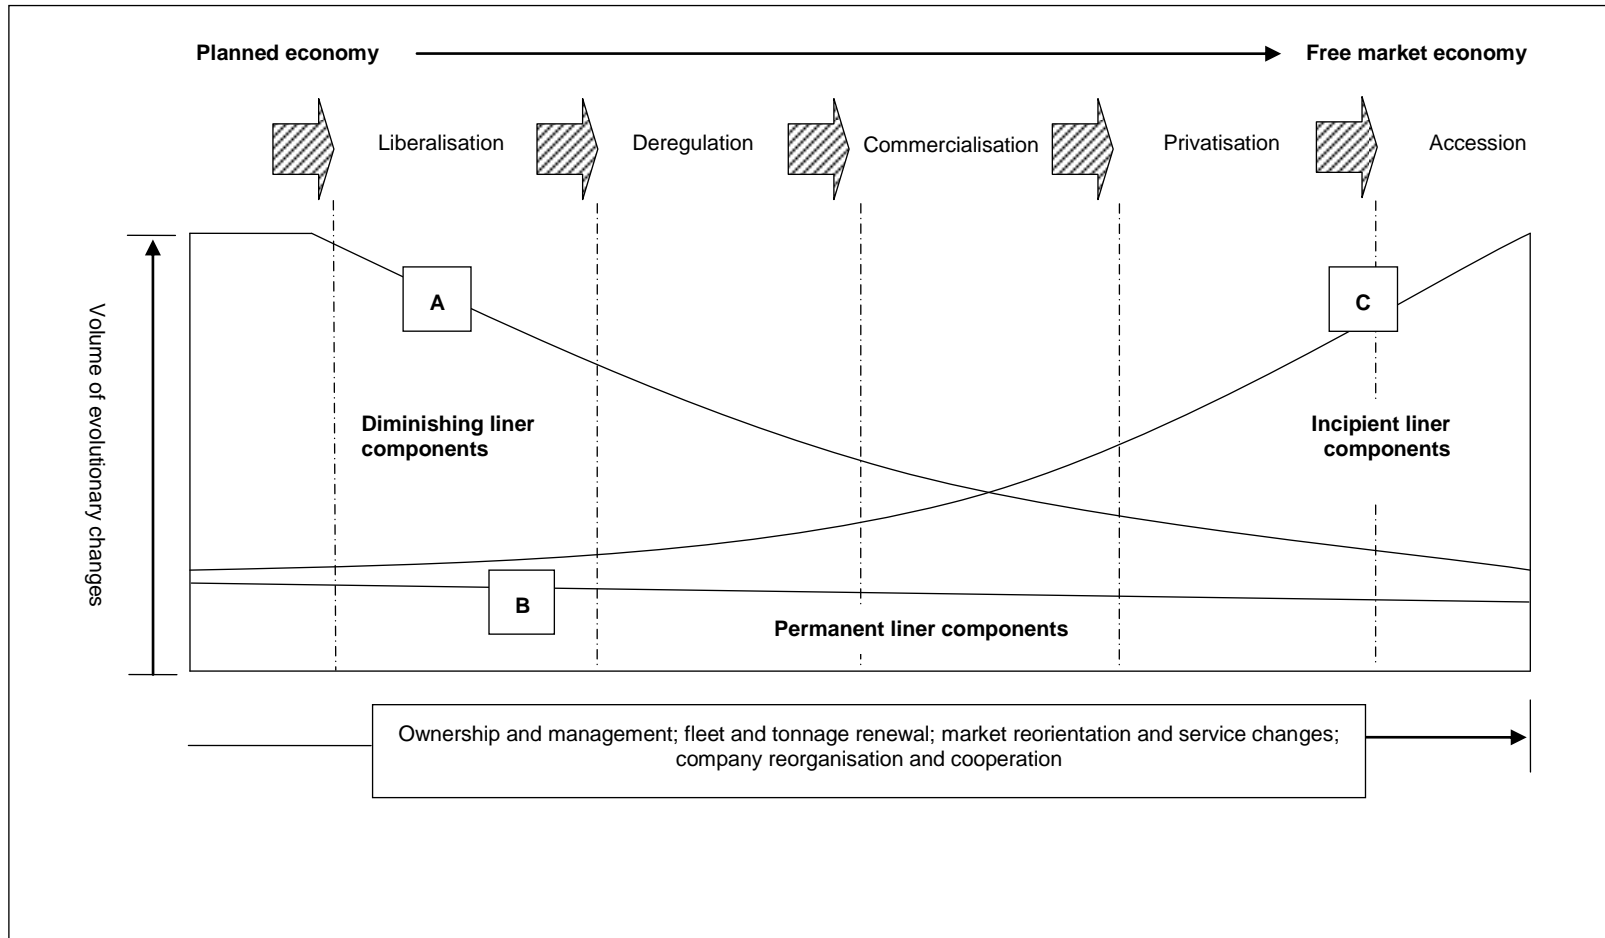 Planned economy
Free market economy
Liberalisation
Deregulation
Commercialisation
Privatisation
Accession
A
C
Volume of evolutionary changes
Diminishing liner
components
Incipient liner
components
B
Permanent liner components
Ownership and management; fleet and tonnage renewal; market reorientation and service changes;
company reorganisation and cooperation